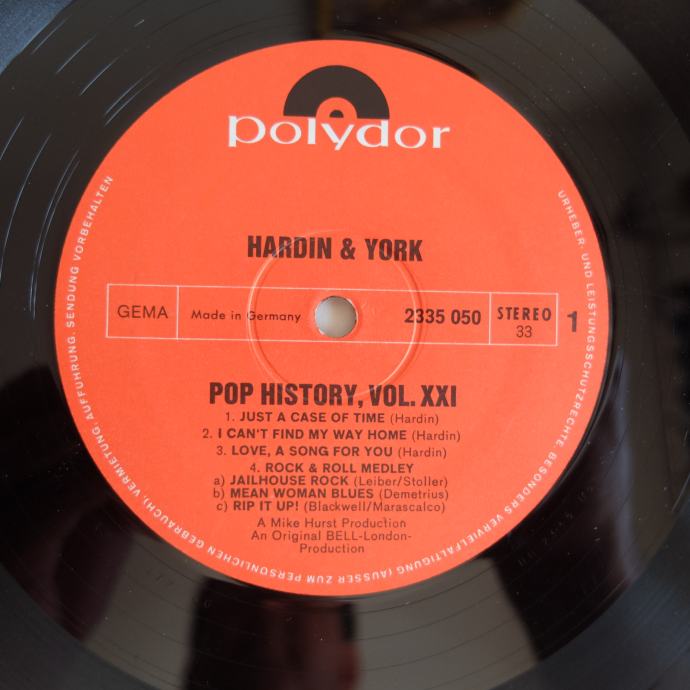 polydor
HARDIN & YORK
GEMA
Made in Germany
2335 050
STEREO
33
1
POP HISTORY, VOL. XXI
1. JUST A CASE OF TIME (Hardin)
2. I CAN'T FIND MY WAY HOME (Hardin)
3. LOVE, A SONG FOR YOU (Hardin)
4. ROCK & ROLL MEDLEY
a) JAILHOUSE ROCK (Leiber/Stoller)
b) MEAN WOMAN BLUES (Demetrius)
c) RIP IT UP! (Blackwell/Marascalco)
A Mike Hurst Production
An Original BELL-London-
Production
URHEBER- UND LEISTUNGSSCHUTZRECHTE BESONDERS VERVIELFÄLTIGUNG (AUSSER ZUM PERSÖNLICHEN GEBRAUCH), VERMIETUNG, AUFFÜHRUNG, SENDUNG VORBEHALTEN